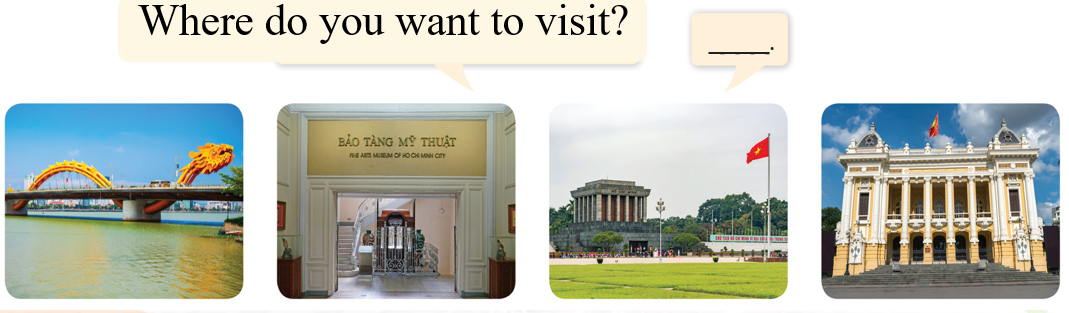 Where do you want to visit?
____.
BẢO TÀNG MỸ THUẬT
FINE ARTS MUSEUM OF HO CHI MINH CITY